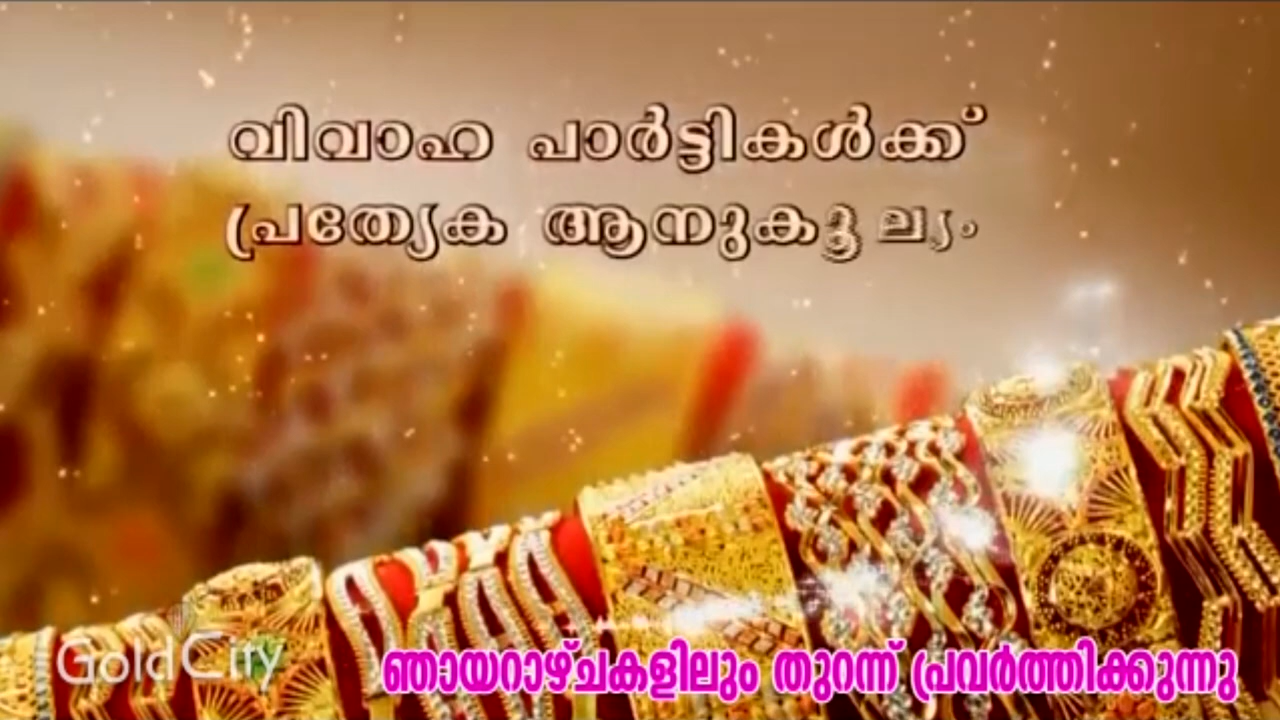 വിവാഹ പാർട്ടികൾക്ക്
പ്രത്യേക ആനുകൂല്യം
GoldCity
ഞായറാഴ്ചകളിലും തുറന്ന് പ്രവർത്തിക്കുന്നു